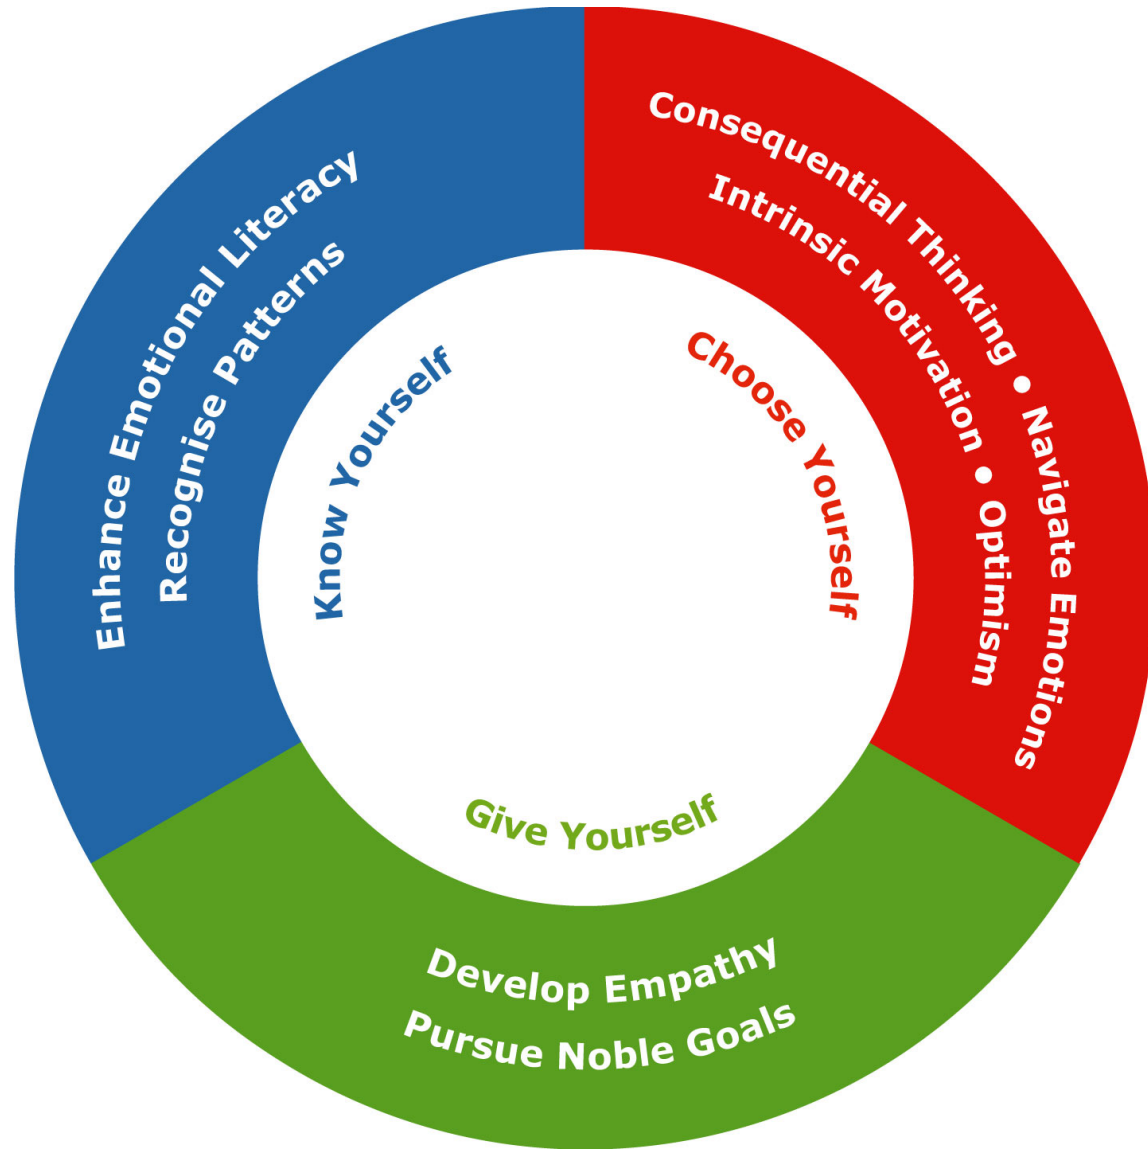 Enhance Emotional Literacy
Recognise Patterns
Know Yourself
Consequential Thinking ● Navigate Emotions
Intrinsic Motivation ● Optimism
Choose Yourself
Give Yourself
Develop Empathy
Pursue Noble Goals